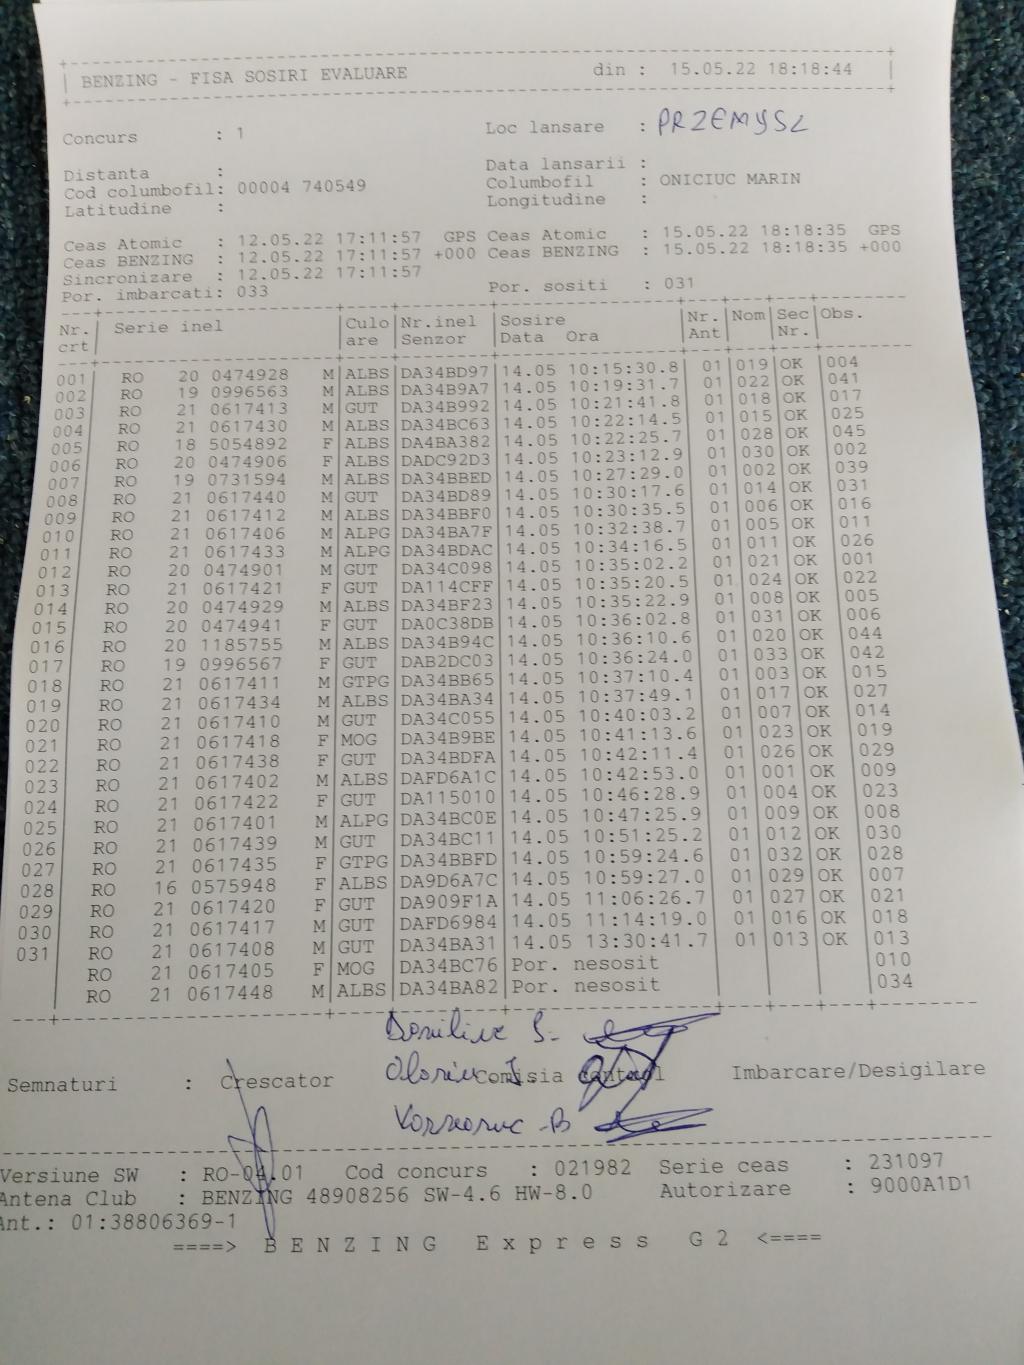 BENZING - FISA SOSIRI EVALUARE din : 15.05.22 18:18:44
Concurs : 1 Loc lansare : PRZEMYSL
Distanta : Data lansarii :
Cod columbofil: 00004 740549 Columbofil : ONICIUC MARIN
Latitudine : Longitudine :
Ceas Atomic : 12.05.22 17:11:57 GPS Ceas Atomic : 15.05.22 18:18:35 GPS
Ceas BENZING : 12.05.22 17:11:57 +000 Ceas BENZING : 15.05.22 18:18:35 +000
Sincronizare : 12.05.22 17:11:57
Por. imbarcati: 033 Por. sositi : 031
Nr. Serie inel Culo Nr.inel Sosire Nr. Nom Sec Obs.
crt are Senzor Data Ora Ant Nr.
001 RO 20 0474928 M ALBS DA34BD97 14.05 10:15:30.8 01 019 OK 004
002 RO 19 0996563 M ALBS DA34B9A7 14.05 10:19:31.7 01 022 OK 041
003 RO 21 0617413 M GUT DA34B992 14.05 10:21:41.8 01 018 OK 017
004 RO 21 0617430 M ALBS DA34BC63 14.05 10:22:14.5 01 015 OK 025
005 RO 18 5054892 F ALBS DA4BA382 14.05 10:22:25.7 01 028 OK 045
006 RO 20 0474906 F ALBS DADC92D3 14.05 10:23:12.9 01 030 OK 002
007 RO 19 0731594 M ALBS DA34BBED 14.05 10:27:29.0 01 002 OK 039
008 RO 21 0617440 M GUT DA34BD89 14.05 10:30:17.6 01 014 OK 031
009 RO 21 0617412 M ALBS DA34BBF0 14.05 10:30:35.5 01 006 OK 016
010 RO 21 0617406 M ALPG DA34BA7F 14.05 10:32:38.7 01 005 OK 011
011 RO 21 0617433 M ALPG DA34BDAC 14.05 10:34:16.5 01 011 OK 026
012 RO 20 0474901 M GUT DA34C098 14.05 10:35:02.2 01 021 OK 001
013 RO 21 0617421 F GUT DA114CFF 14.05 10:35:20.5 01 024 OK 022
014 RO 20 0474929 M ALBS DA34BF23 14.05 10:35:22.9 01 008 OK 005
015 RO 20 0474941 F GUT DA0C38DB 14.05 10:36:02.8 01 031 OK 006
016 RO 20 1185755 M ALBS DA34B94C 14.05 10:36:10.6 01 020 OK 044
017 RO 19 0996567 F GUT DAB2DC03 14.05 10:36:24.0 01 033 OK 042
018 RO 21 0617411 M GTPG DA34BB65 14.05 10:37:10.4 01 003 OK 015
019 RO 21 0617434 M ALBS DA34BA34 14.05 10:37:49.1 01 017 OK 027
020 RO 21 0617410 M GUT DA34C055 14.05 10:40:03.2 01 007 OK 014
021 RO 21 0617418 F MOG DA34B9BE 14.05 10:41:13.6 01 023 OK 019
022 RO 21 0617438 F GUT DA34BDFA 14.05 10:42:11.4 01 026 OK 029
023 RO 21 0617402 M ALBS DAFD6A1C 14.05 10:42:53.0 01 001 OK 009
024 RO 21 0617422 F GUT DA115010 14.05 10:46:28.9 01 004 OK 023
025 RO 21 0617401 M ALPG DA34BC0E 14.05 10:47:25.9 01 009 OK 008
026 RO 21 0617439 M GUT DA34BC11 14.05 10:51:25.2 01 012 OK 030
027 RO 21 0617435 F GTPG DA34BBFD 14.05 10:59:24.6 01 032 OK 028
028 RO 16 0575948 F ALBS DA9D6A7C 14.05 10:59:27.0 01 029 OK 007
029 RO 21 0617420 F GUT DA909F1A 14.05 11:06:26.7 01 027 OK 021
030 RO 21 0617417 M GUT DAFD6984 14.05 11:14:19.0 01 016 OK 018
031 RO 21 0617408 M GUT DA34BA31 14.05 13:30:41.7 01 013 OK 013
RO 21 0617405 F MOG DA34BC76 Por. nesosit 010
RO 21 0617448 M ALBS DA34BA82 Por. nesosit 034
Semnaturi : Crescator Comisia control Imbarcare/Desigilare
Versiune SW : RO-04.01 Cod concurs : 021982 Serie ceas : 231097
Antena Club : BENZING 48908256 SW-4.6 HW-8.0 Autorizare : 9000A1D1
Ant.: 01:38806369-1
====> B E N Z I N G E x p r e s s G 2 <====